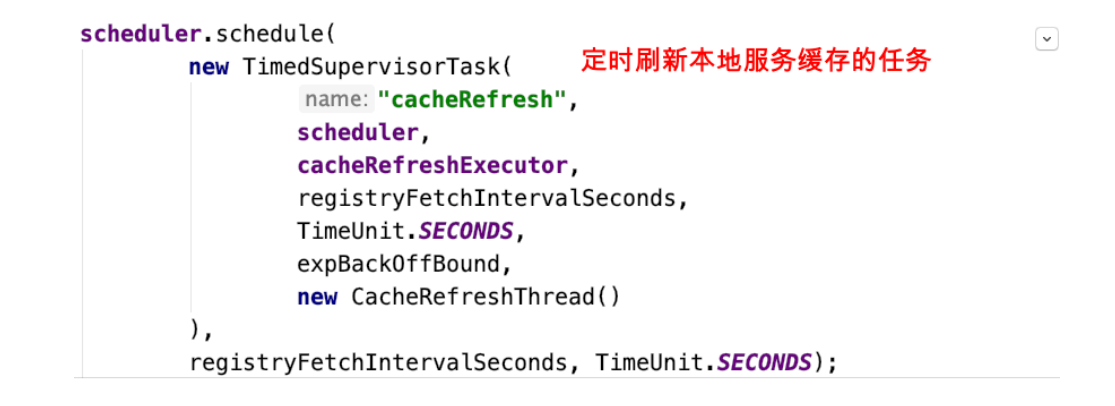 scheduler.schedule(
new TimedSupervisorTask( 定时刷新本地服务缓存的任务
name: "cacheRefresh",
scheduler,
cacheRefreshExecutor,
registryFetchIntervalSeconds,
TimeUnit.SECONDS,
expBackOffBound,
new CacheRefreshThread()
),
registryFetchIntervalSeconds, TimeUnit.SECONDS);